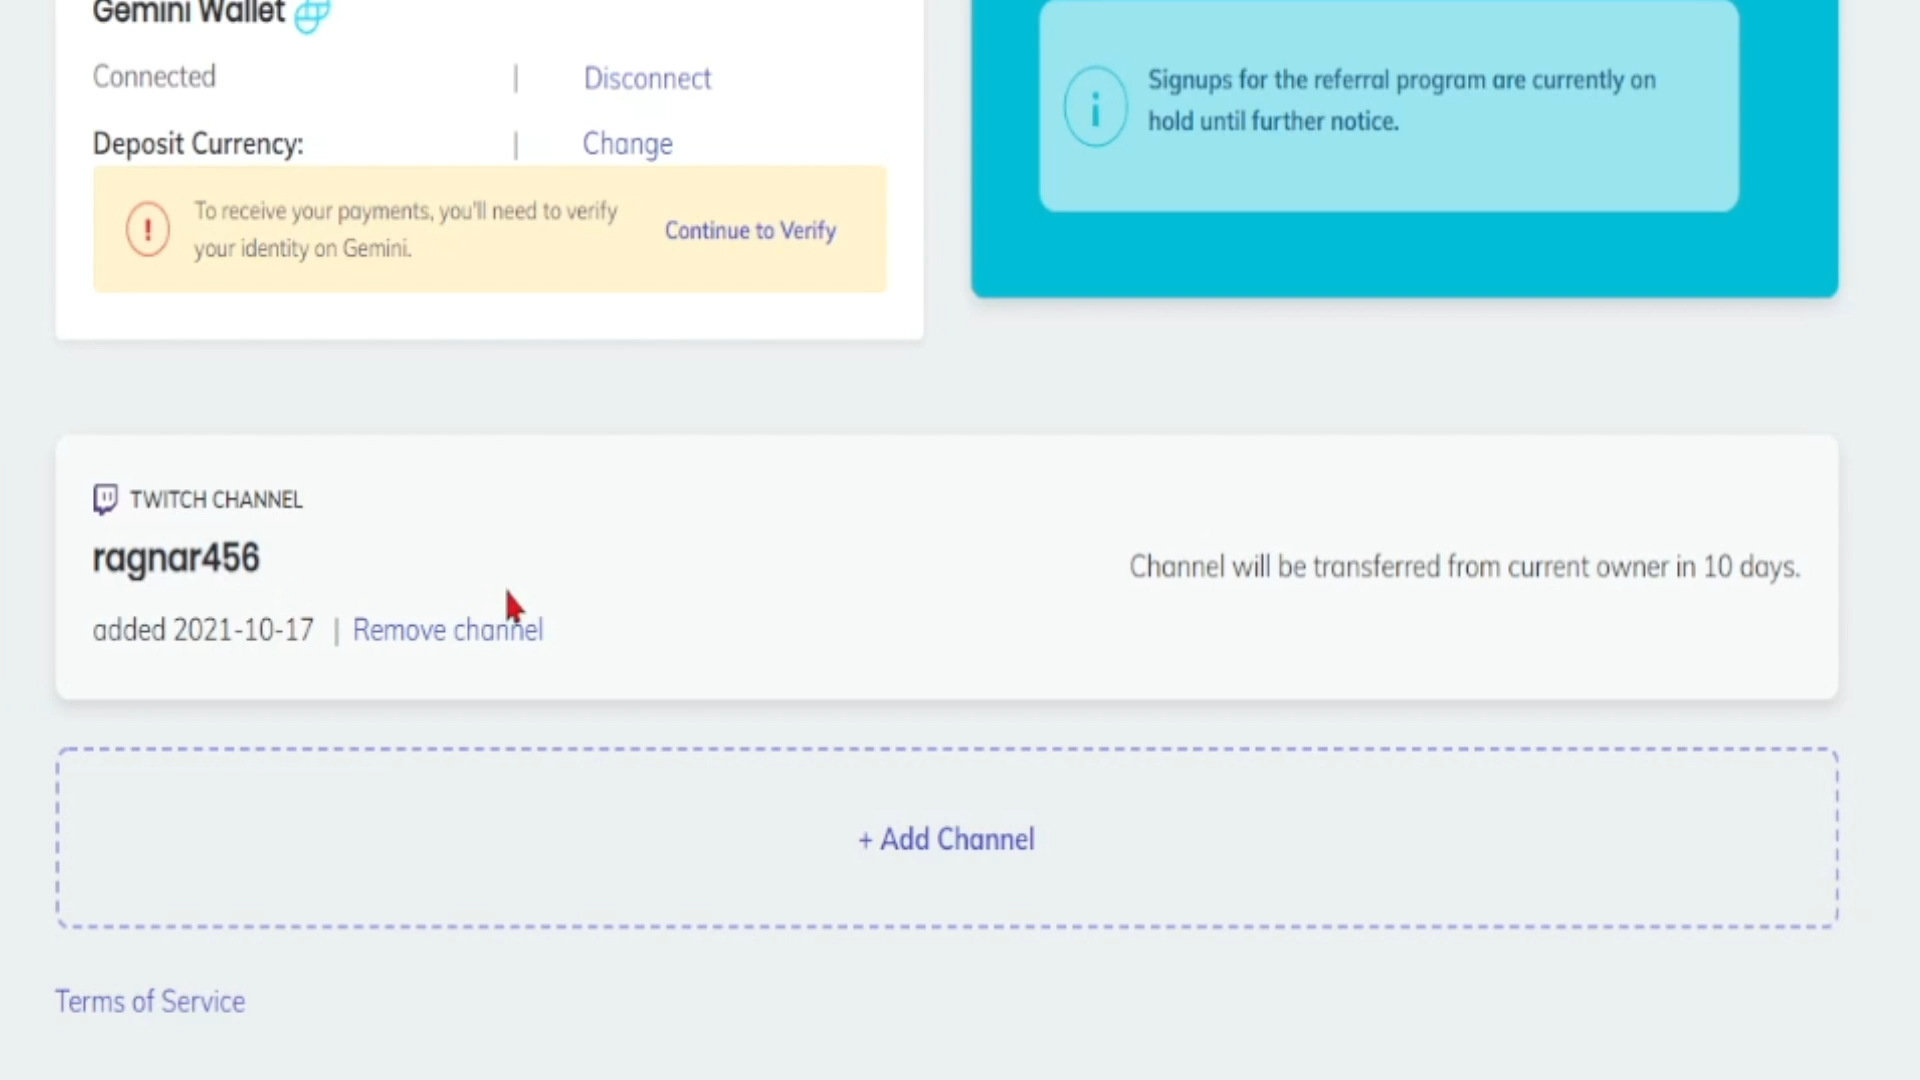 Gemini Wallet
Connected | Disconnect
Deposit Currency: | Change
To receive your payments, you'll need to verify
your identity on Gemini.
Continue to Verify
Signups for the referral program are currently on
hold until further notice.
TWITCH CHANNEL
ragnar456
added 2021-10-17 | Remove channel
Channel will be transferred from current owner in 10 days.
+ Add Channel
Terms of Service